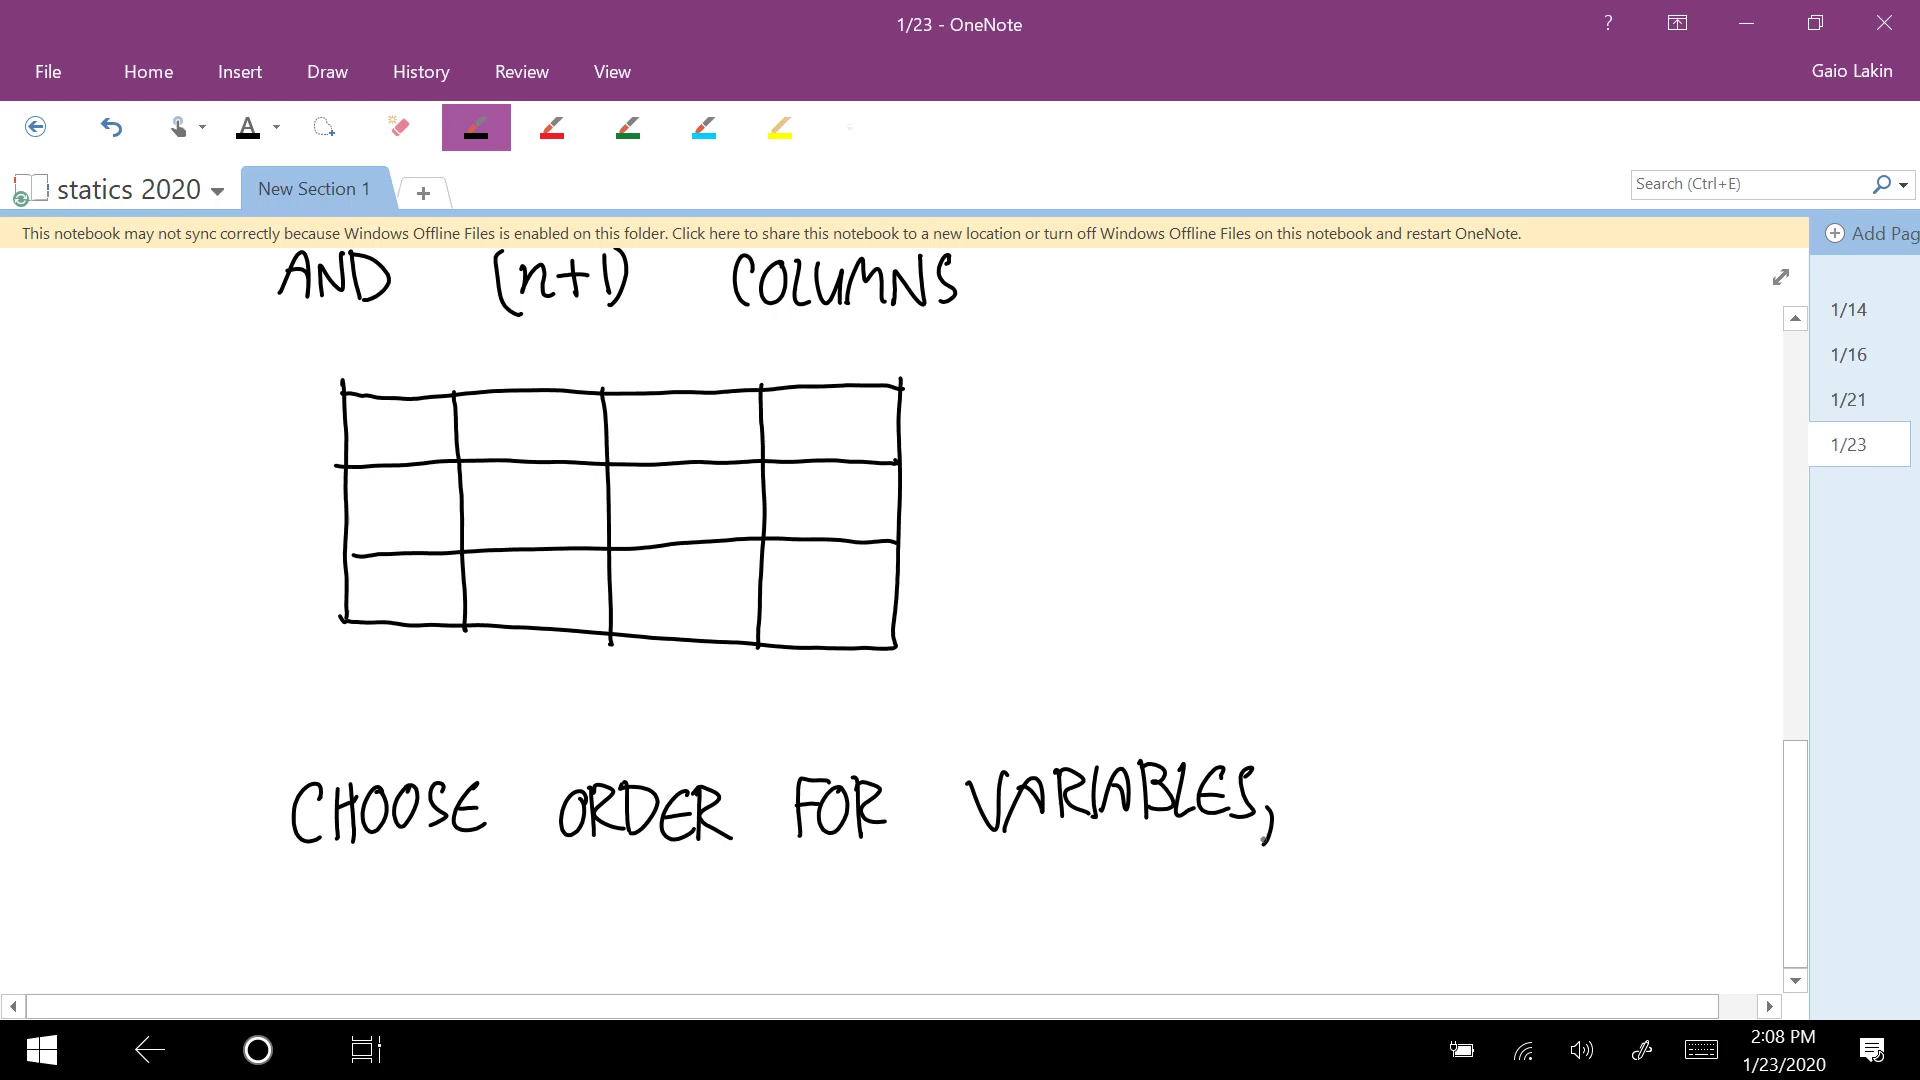 1/23 - OneNote
?
File Home Insert Draw History Review View
Gaio Lakin
A
statics 2020
New Section 1
+
Search (Ctrl+E)
This notebook may not sync correctly because Windows Offline Files is enabled on this folder. Click here to share this notebook to a new location or turn off Windows Offline Files on this notebook and restart OneNote.
Add Pag
1/14
1/16
1/21
1/23
AND (n+1) COLUMNS
CHOOSE ORDER FOR VARIABLES,
2:08 PM
1/23/2020